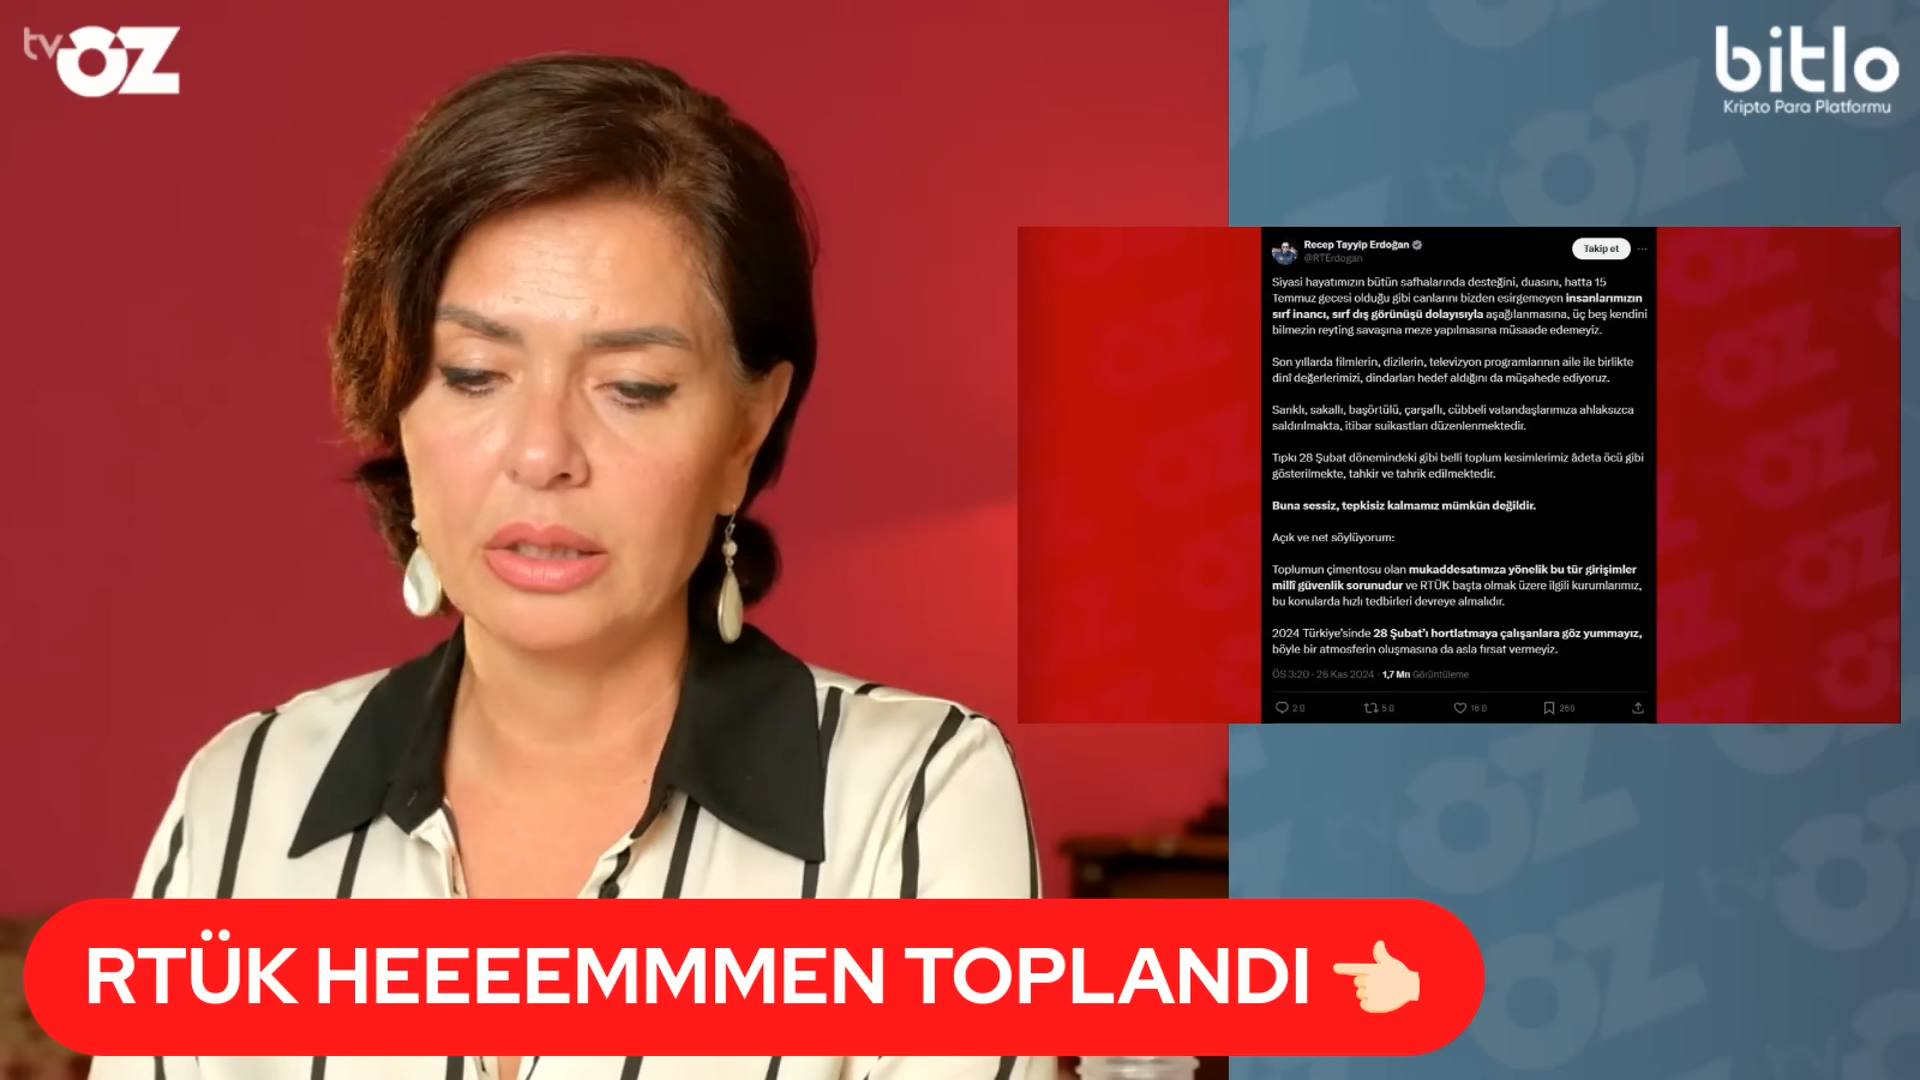 tv ÖZ
bitlo
Kripto Para Platformu
Recep Tayyip Erdoğan
@RTErdogan
Takip et
Siyasi hayatımızın bütün safhalarında desteğini, duasını, hatta 15
Temmuz gecesi olduğu gibi canlarını bizden esirgemeyen insanlarımızın
sırf inancı, sırf dış görünüşü dolayısıyla aşağılanmasına, üç beş kendini
bilmezin reyting savaşına meze yapılmasına müsaade edemeyiz.
Son yıllarda filmlerin, dizilerin, televizyon programlarının aile ile birlikte
dinî değerlerimizi, dindarları hedef aldığını da müşahede ediyoruz.
Sarıklı, sakallı, başörtülü, çarşaflı, cübbeli vatandaşlarımıza ahlaksızca
saldırılmakta, itibar suikastları düzenlenmektedir.
Tıpkı 28 Şubat dönemindeki gibi belli toplum kesimlerimiz âdeta öcü gibi
gösterilmekte, tahkir ve tahrik edilmektedir.
Buna sessiz, tepkisiz kalmamız mümkün değildir.
Açık ve net söylüyorum:
Toplumun çimentosu olan mukaddesatımıza yönelik bu tür girişimler
millî güvenlik sorunudur ve RTÜK başta olmak üzere ilgili kurumlarımız,
bu konularda hızlı tedbirleri devreye almalıdır.
2024 Türkiye'sinde 28 Şubat'ı hortlatmaya çalışanlara göz yummayız,
böyle bir atmosferin oluşmasına da asla fırsat vermeyiz.
ÖS 3:20 · 26 Kas 2024 · 1,7 Mn Görüntüleme
RTÜK HEEEEMMMEN TOPLANDI